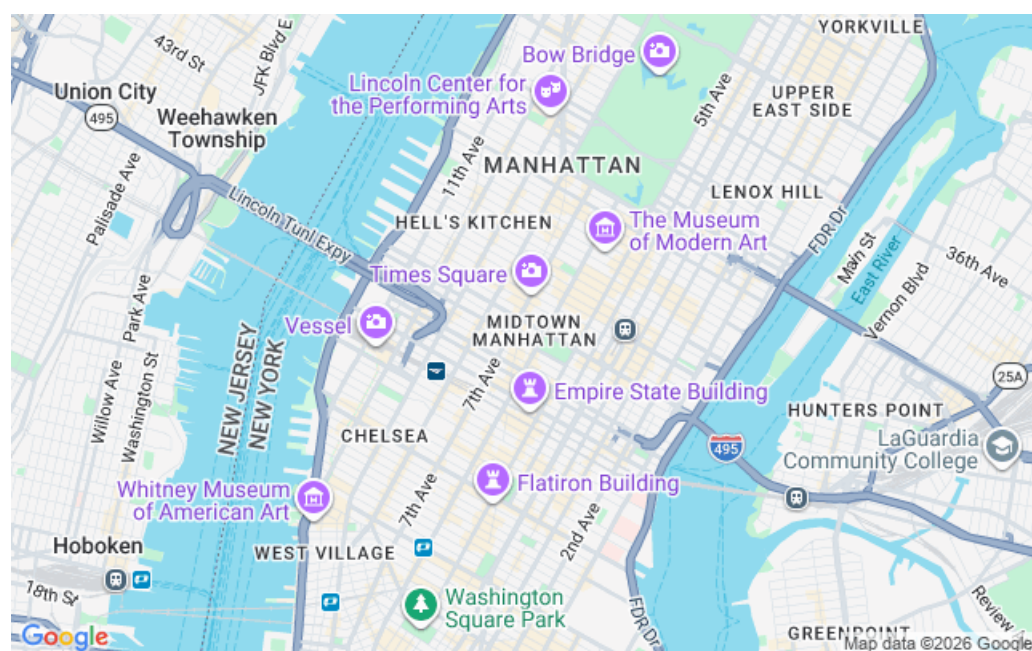 YORKVILLE
43rd St
JFK Blvd E
Bow Bridge
Union City
Lincoln Center for
the Performing Arts
5th Ave
UPPER
EAST SIDE
495
Weehawken
Township
11th Ave
MANHATTAN
Palisade Ave
Lincoln Tunl Expy
LENOX HILL
HELL'S KITCHEN
The Museum
of Modern Art
FDR Dr
Main St
East River
36th Ave
Times Square
Vernon Blvd
Park Ave
Vessel
MIDTOWN
MANHATTAN
NEW JERSEY
NEW YORK
Willow Ave
Washington St
7th Ave
Empire State Building
25A
HUNTERS POINT
CHELSEA
495
LaGuardia
Community College
Whitney Museum
of American Art
7th Ave
Flatiron Building
2nd Ave
Hoboken
WEST VILLAGE
18th St
Washington
Square Park
FDR Dr
Review A
Google
GREENPOINT
Map data ©2026 Google